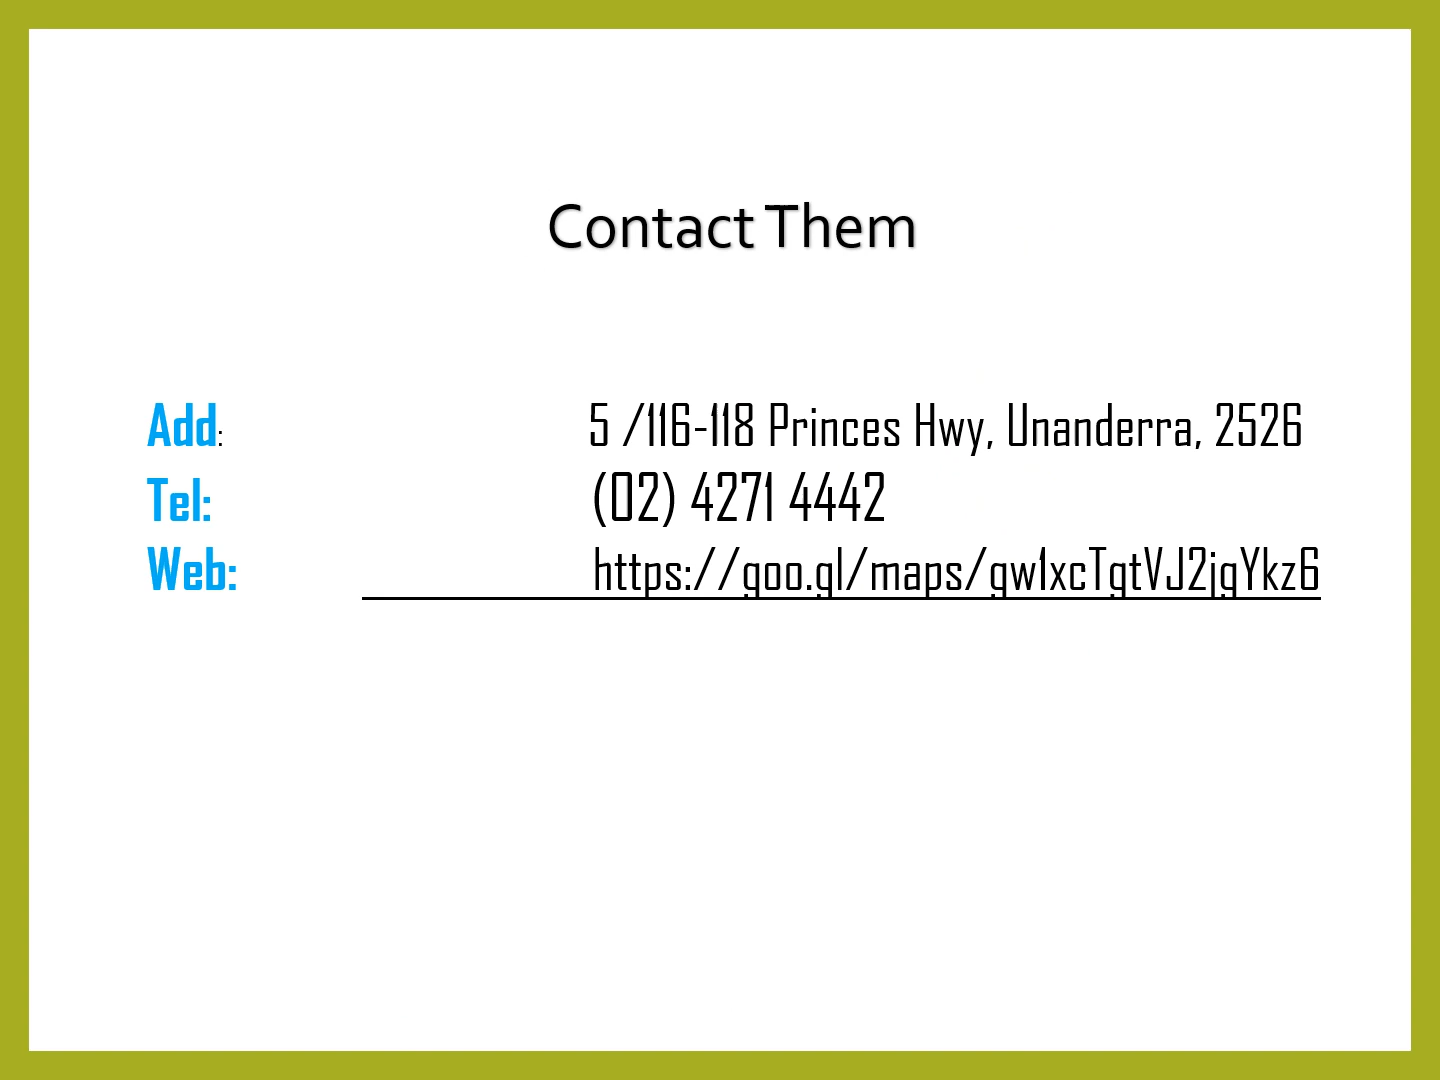 Contact Them
Add: 5 /116-118 Princes Hwy, Unanderra, 2526
Tel: (02) 4271 4442
Web: https://goo.gl/maps/gw1xcTgtVJ2jgYkz6